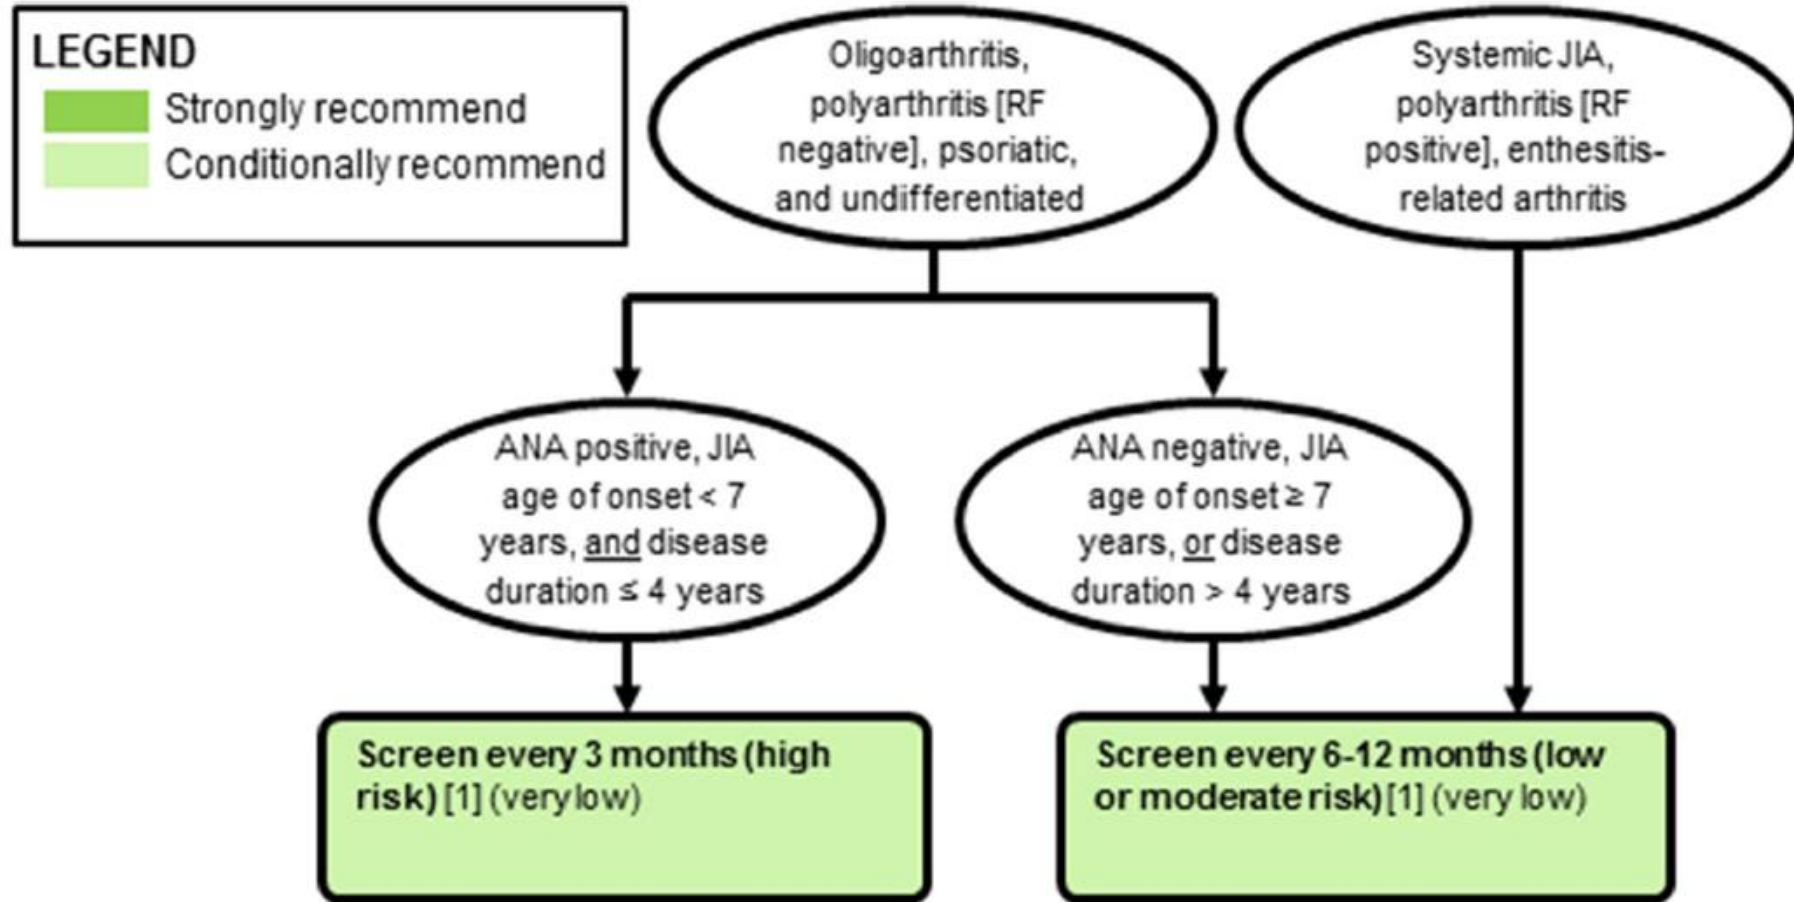 LEGEND
Strongly recommend
Conditionally recommend
Oligoarthritis,
polyarthritis [RF
negative], psoriatic,
and undifferentiated
Systemic JIA,
polyarthritis [RF
positive], enthesitis-
related arthritis
ANA positive, JIA
age of onset < 7
years, and disease
duration ≤ 4 years
ANA negative, JIA
age of onset ≥ 7
years, or disease
duration > 4 years
Screen every 3 months (high
risk) [1] (very low)
Screen every 6-12 months (low
or moderate risk) [1] (very low)